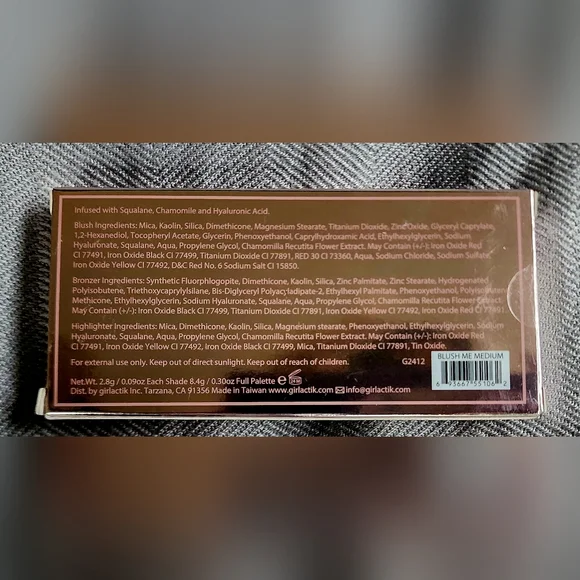 Infused with Squalane, Chamomile and Hyaluronic Acid.
Blush Ingredients: Mica, Kaolin, Silica, Dimethicone, Magnesium Stearate, Titanium Dioxide, Zinc Oxide, Glyceryl Caprylate,
1,2-Hexanediol, Tocopheryl Acetate, Glycerin, Phenoxyethanol, Caprylhydroxamic Acid, Ethylhexylglycerin, Sodium
Hyaluronate, Squalane, Aqua, Propylene Glycol, Chamomilla Recutita Flower Extract. May Contain (+/-): Iron Oxide Red
CI 77491, Iron Oxide Black CI 77499, Titanium Dioxide CI 77891, RED 30 CI 73360, Aqua, Sodium Chloride, Sodium Sulfate,
Iron Oxide Yellow CI 77492, D&C Red No. 6 Sodium Salt CI 15850.
Bronzer Ingredients: Synthetic Fluorphlogopite, Dimethicone, Kaolin, Silica, Zinc Palmitate, Zinc Stearate, Hydrogenated
Polyisobutene, Triethoxycaprylylsilane, Bis-Diglyceryl Polyacyladipate-2, Ethylhexyl Palmitate, Phenoxyethanol, Polysorbutan
Methicone, Ethylhexylglycerin, Sodium Hyaluronate, Squalane, Aqua, Propylene Glycol, Chamomilla Recutita Flower Extract.
May Contain (+/-): Iron Oxide Black CI 77499, Titanium Dioxide CI 77891, Iron Oxide Yellow CI 77492, Iron Oxide Red CI 77491.
Highlighter Ingredients: Mica, Dimethicone, Kaolin, Silica, Magnesium stearate, Phenoxyethanol, Ethylhexylglycerin, Sodium
Hyaluronate, Squalane, Aqua, Propylene Glycol, Chamomilla Recutita Flower Extract. May Contain (+/-): Iron Oxide Red
CI 77491, Iron Oxide Yellow CI 77492, Iron Oxide Black CI 77499, Mica, Titanium Dioxide CI 77891, Tin Oxide.
For external use only. Keep out of direct sunlight. Keep out of reach of children.
G2412
BLUSH ME MEDIUM
Net.Wt. 2.8g / 0.09oz Each Shade 8.4g / 0.30oz Full Palette
Dist. by girlactik Inc. Tarzana, CA 91356 Made in Taiwan www.girlactik.com info@girlactik.com
6 93667 55106 2